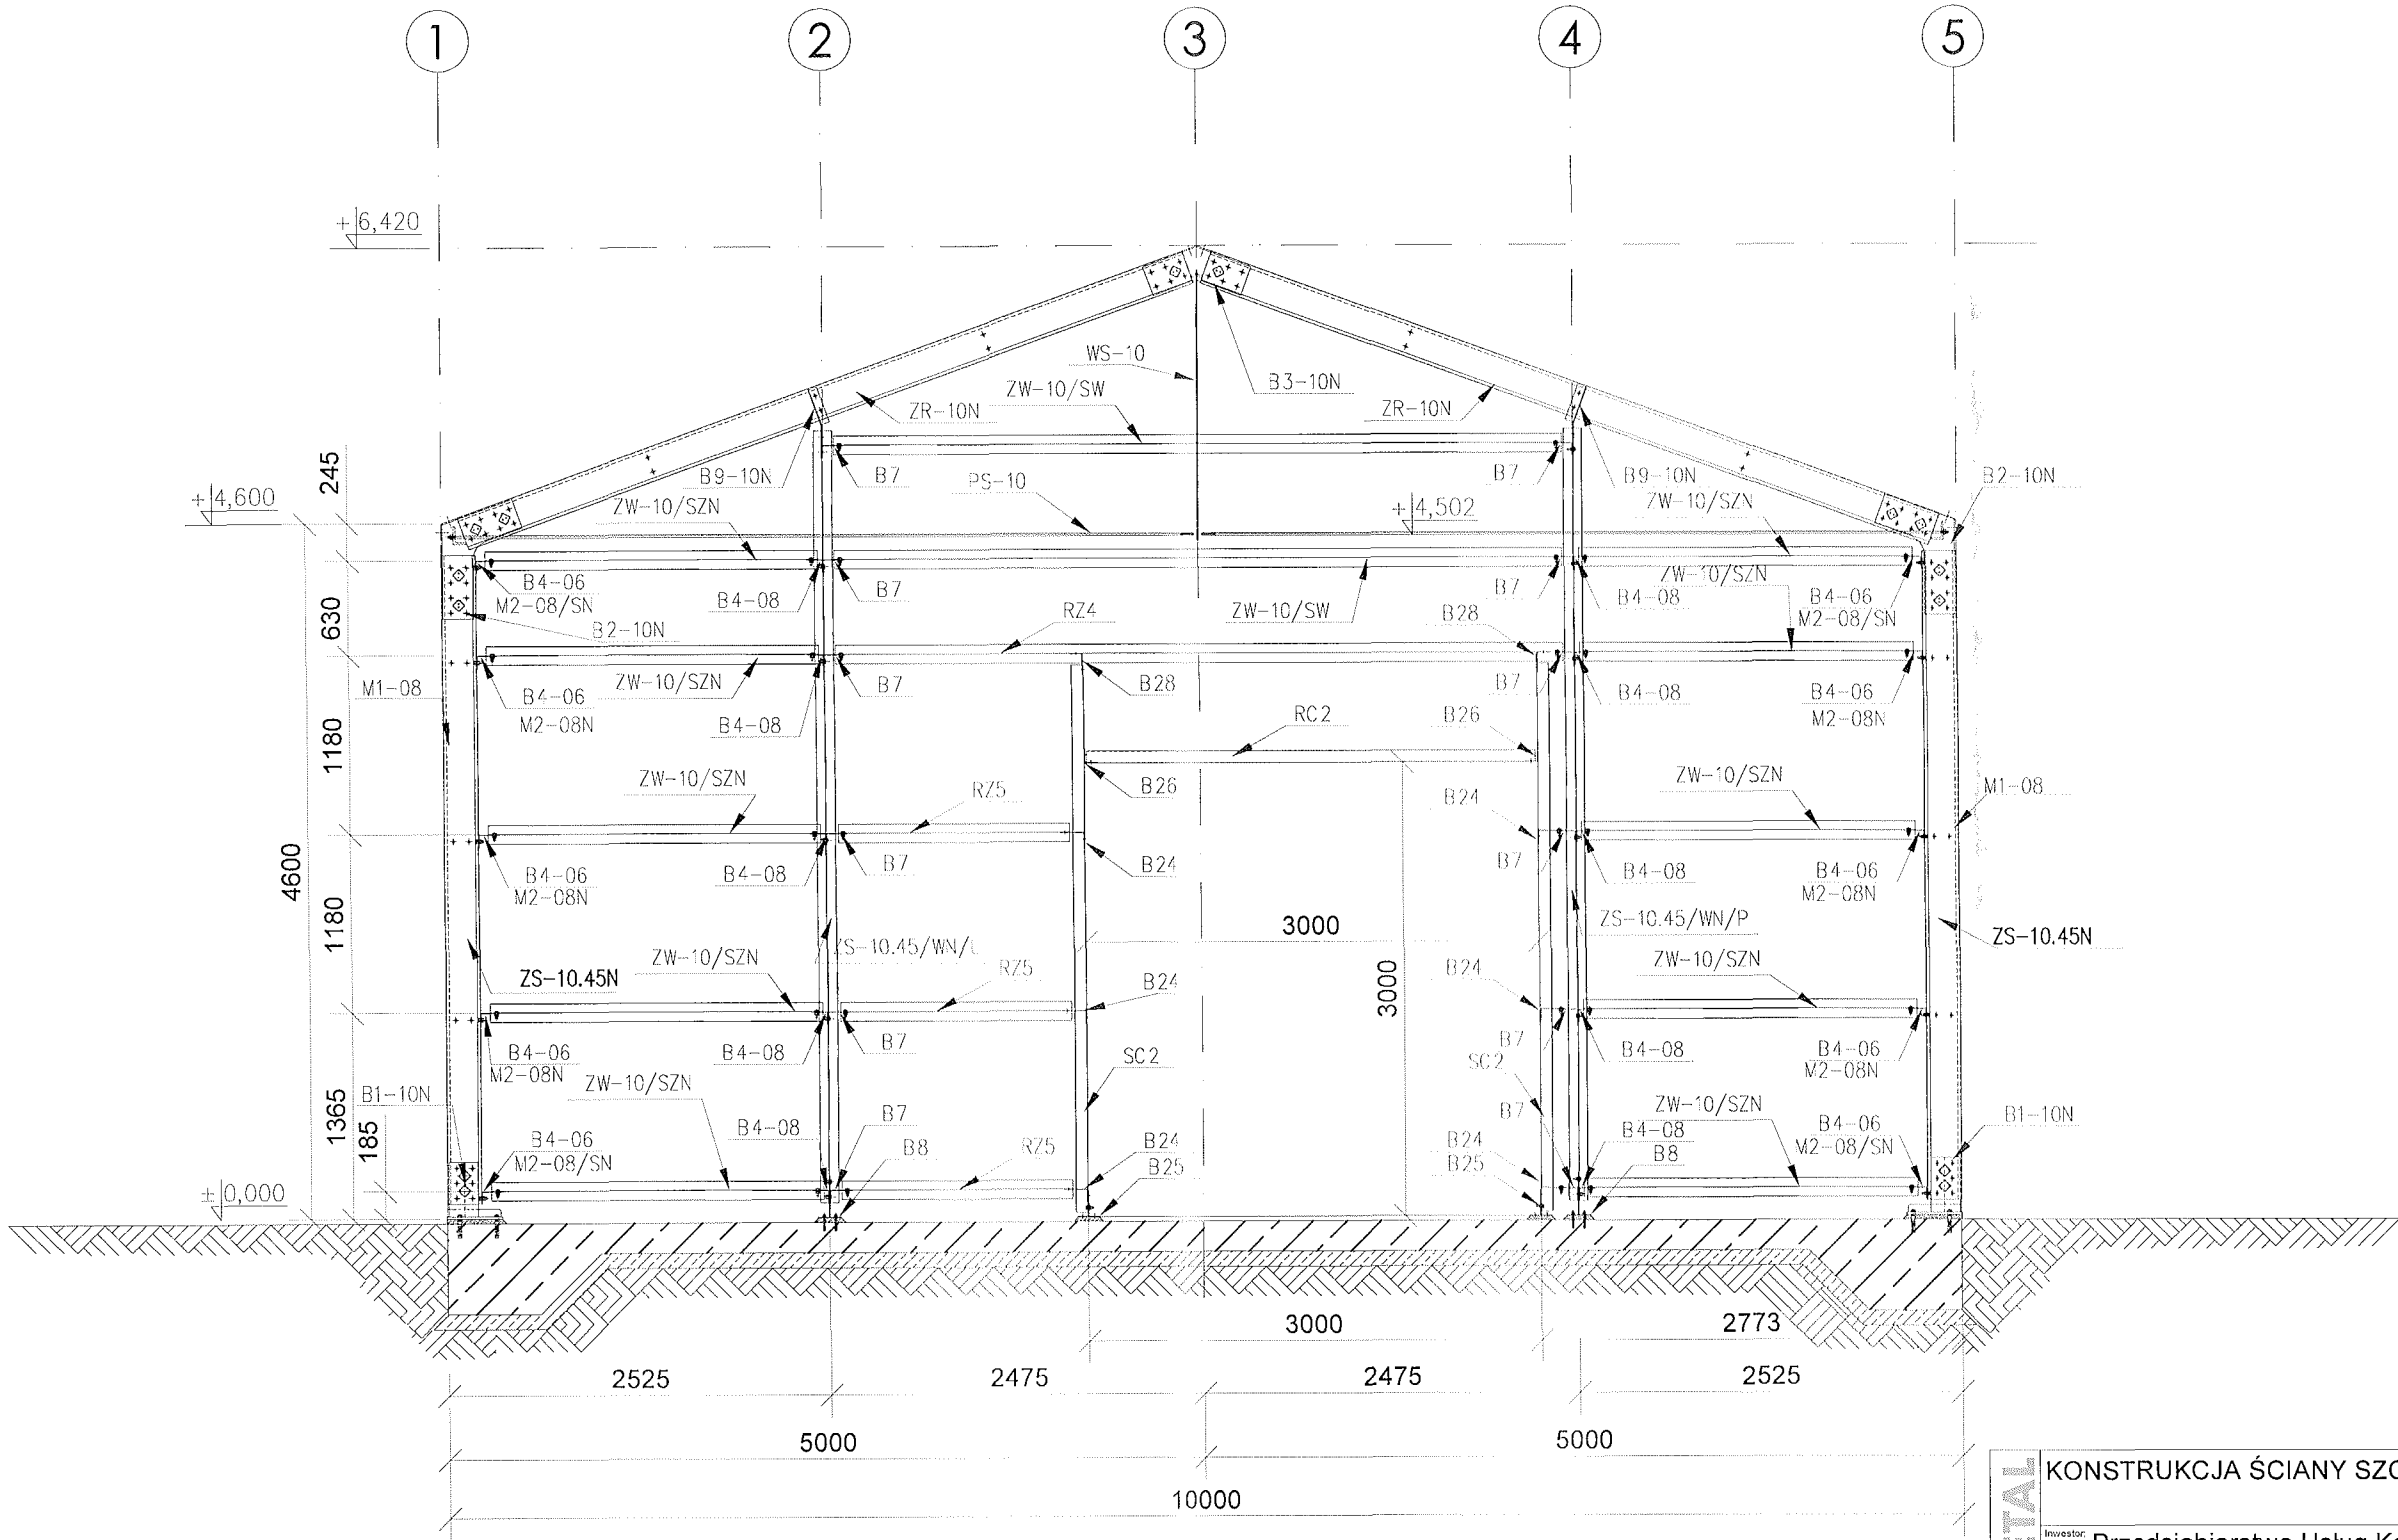 1 2 3 4 5
+6,420
WS-10
ZW-10/SW
B3-10N
ZR-10N
ZR-10N
245
B9-10N
B7
PS-10
B7
B9-10N
B2-10N
+4,600
ZW-10/SZN
+4,502
ZW-10/SZN
B4-06
M2-08/SN
B4-08
B7
ZW-10/SW
B7
B4-08
ZW-10/SZN
B4-06
M2-08/SN
630
B2-10N
RZ4
B28
M1-08
B4-06
M2-08N
ZW-10/SZN
B4-08
B7
B28
B7
B4-08
B4-06
M2-08N
1180
RC2
B26
ZW-10/SZN
RZ5
B26
B24
ZW-10/SZN
M1-08
4600
B4-06
M2-08N
B4-08
B7
B24
B7
B4-08
B4-06
M2-08N
1180
3000
ZS-10.45/WN/P
ZS-10.45N
ZW-10/SZN
ZS-10.45/WN/L
RZ5
B24
3000
B24
ZW-10/SZN
ZS-10.45N
B4-06
M2-08N
B4-08
B7
SC2
B7
SC2
B4-08
B4-06
M2-08N
1365
185
B1-10N
ZW-10/SZN
B7
B7
ZW-10/SZN
B1-10N
B4-06
M2-08/SN
B4-08
B8
RZ5
B24
B25
B24
B25
B4-08
B8
B4-06
M2-08/SN
±0,000
3000 2773
2525 2475 2475 2525
5000 5000
10000
KONSTRUKCJA ŚCIANY
Inwestor: